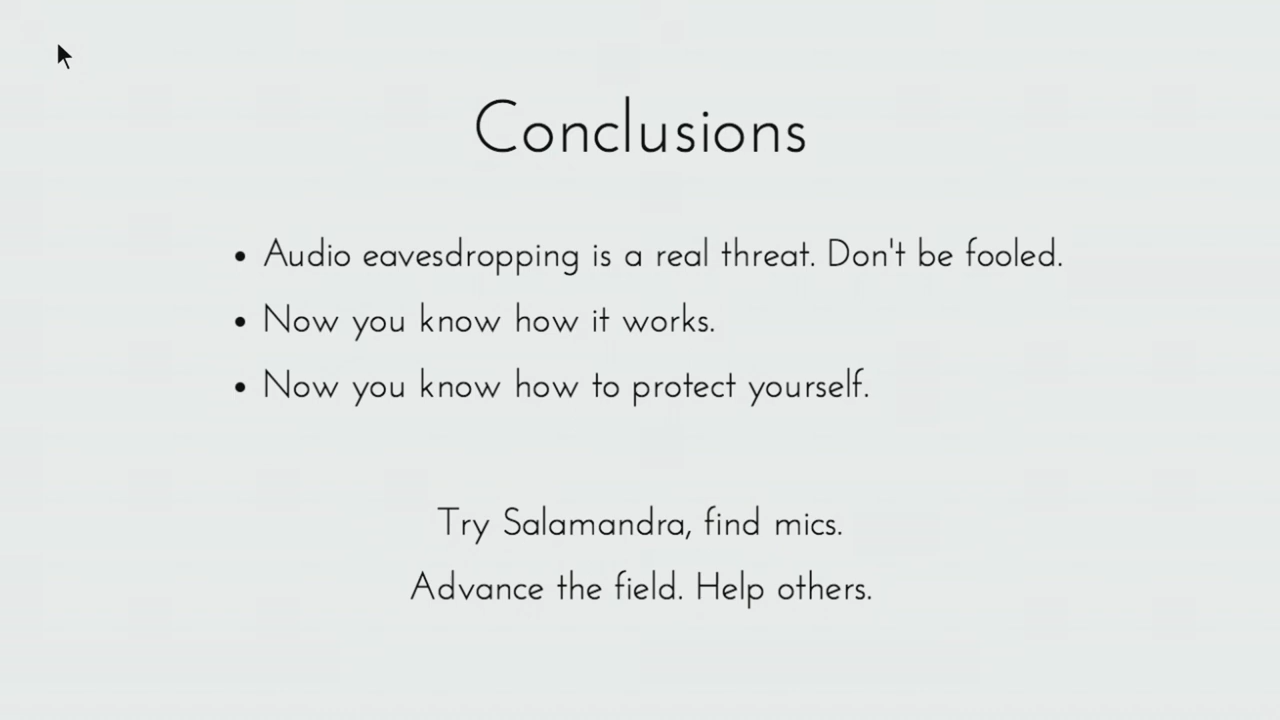 Conclusions
• Audio eavesdropping is a real threat. Don't be fooled.
• Now you know how it works.
• Now you know how to protect yourself.
Try Salamandra, find mics.
Advance the field. Help others.